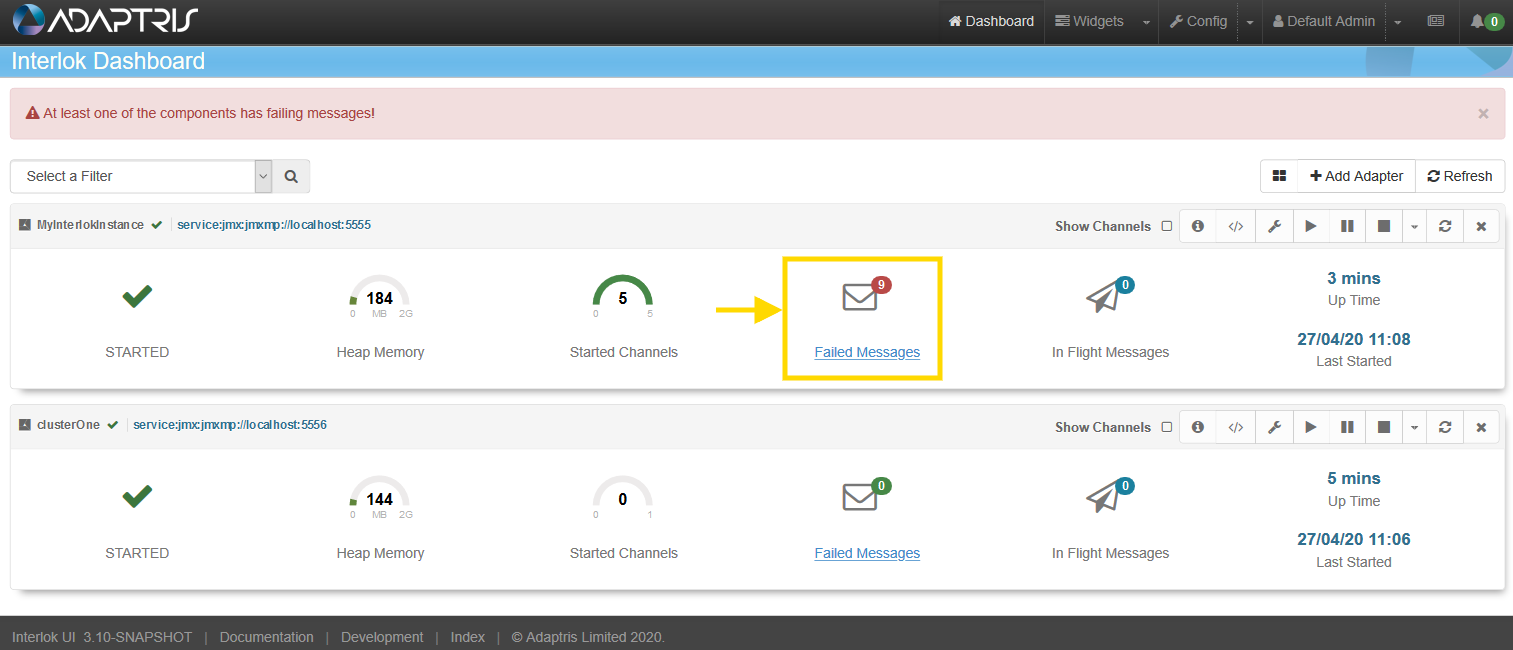 ADAPTRIS Dashboard Widgets Config Default Admin 0
Interlok Dashboard
At least one of the components has failing messages! ×
Select a Filter Add Adapter Refresh
MyInterlokInstance service:jmx:jmxmp://localhost:5555 Show Channels
184 0 MB 2G
5 0 5
9
0
3 mins
Up Time
27/04/20 11:08
Last Started
STARTED Heap Memory Started Channels Failed Messages In Flight Messages
clusterOne service:jmx:jmxmp://localhost:5556 Show Channels
144 0 MB 2G
0 0 1
0
0
5 mins
Up Time
27/04/20 11:06
Last Started
STARTED Heap Memory Started Channels Failed Messages In Flight Messages
Interlok UI 3.10-SNAPSHOT | Documentation | Development | Index | © Adaptris Limited 2020.